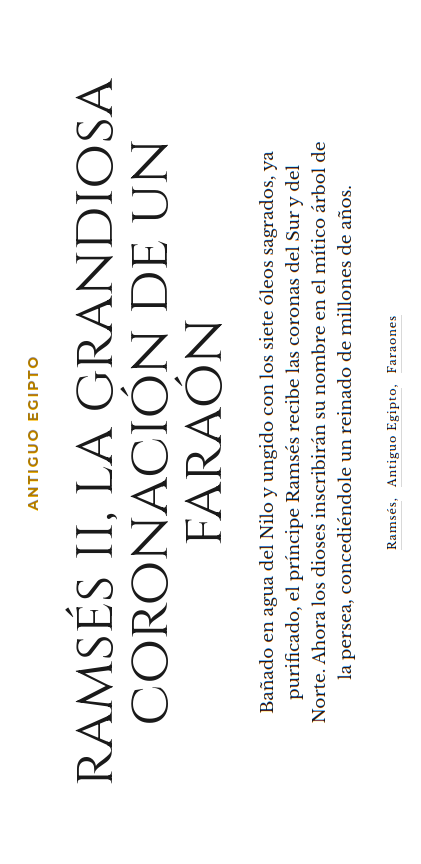 ANTIGUO EGIPTO
RAMSÉS II, LA GRANDIOSA
CORONACIÓN DE UN
FARAÓN
Bañado en agua del Nilo y ungido con los siete óleos sagrados, ya
purificado, el príncipe Ramsés recibe las coronas del Sur y del
Norte. Ahora los dioses inscribirán su nombre en el mítico árbol de
la persea, concediéndole un reinado de millones de años.
Ramsés, Antiguo Egipto, Faraones